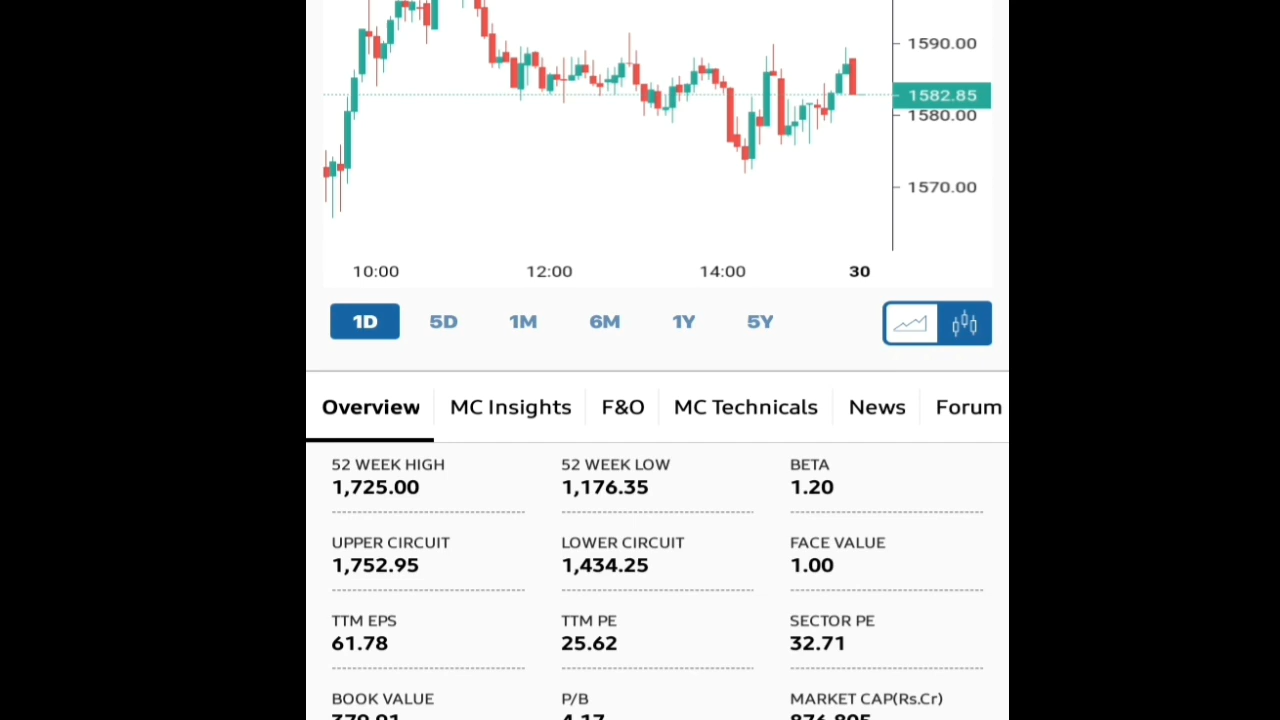 1590.00
1582.85
1580.00
1570.00
10:00 12:00 14:00 30
1D 5D 1M 6M 1Y 5Y
Overview MC Insights F&O MC Technicals News Forum
52 WEEK HIGH 52 WEEK LOW BETA
1,725.00 1,176.35 1.20
UPPER CIRCUIT LOWER CIRCUIT FACE VALUE
1,752.95 1,434.25 1.00
TTM EPS TTM PE SECTOR PE
61.78 25.62 32.71
BOOK VALUE P/B MARKET CAP(Rs.Cr)